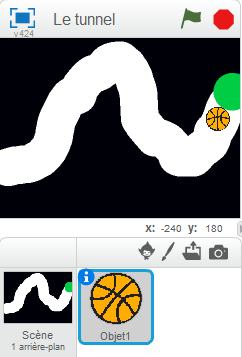 Le tunnel
v424
x: -240 y: 180
Scène
1 arrière-plan
Objet1